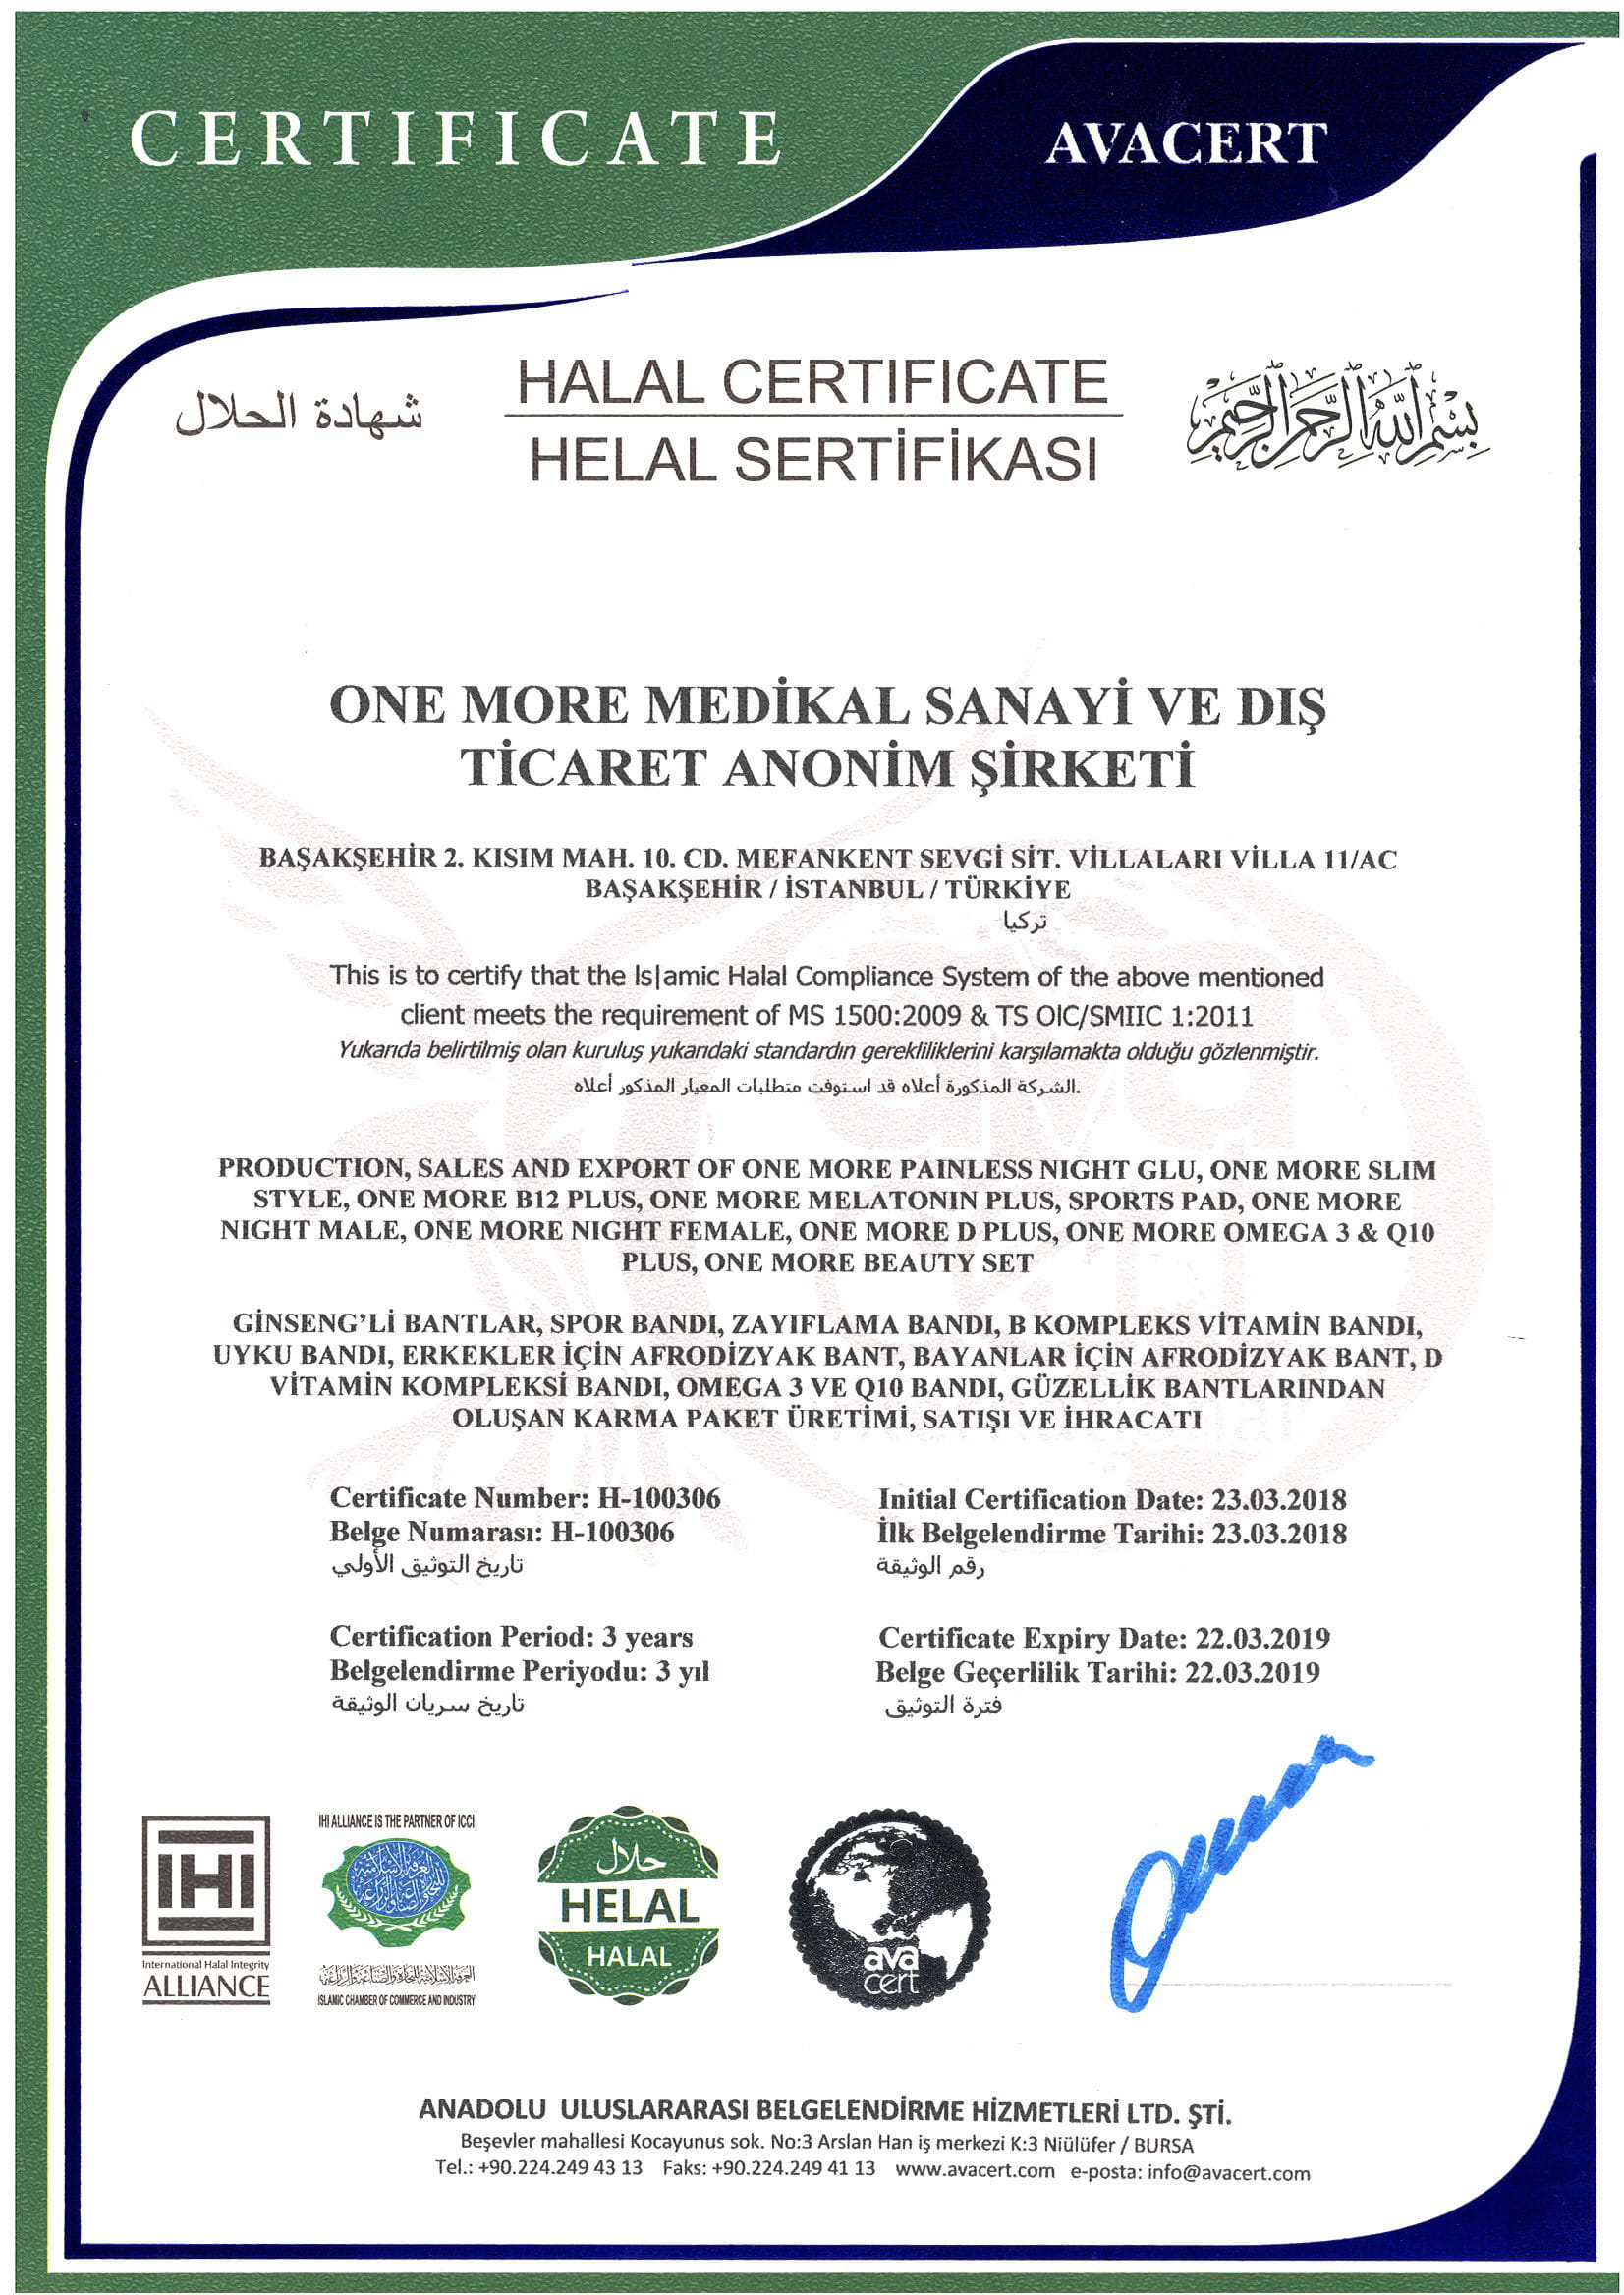 CERTIFICATE
AVACERT
شهادة الحلال
HALAL CERTIFICATE
HELAL SERTİFİKASI
بسم الله الرحمن الرحيم
ONE MORE MEDİKAL SANAYİ VE DIŞ
TİCARET ANONİM ŞİRKETİ
BAŞAKŞEHİR 2. KISIM MAH. 10. CD. MEFANKENT SEVGİ SİT. VİLLALARI VİLLA 11/AC
BAŞAKŞEHİR / İSTANBUL / TÜRKİYE
تركيا
This is to certify that the Is|amic Halal Compliance System of the above mentioned
client meets the requirement of MS 1500:2009 & TS OIC/SMIIC 1:2011
Yukarıda belirtilmiş olan kuruluş yukarıdaki standardın gerekliliklerini karşılamakta olduğu gözlenmiştir.
الشركة المذكورة أعلاه قد استوفت متطلبات المعيار المذكور أعلاه.
PRODUCTION, SALES AND EXPORT OF ONE MORE PAINLESS NIGHT GLU, ONE MORE SLIM
STYLE, ONE MORE B12 PLUS, ONE MORE MELATONIN PLUS, SPORTS PAD, ONE MORE
NIGHT MALE, ONE MORE NIGHT FEMALE, ONE MORE D PLUS, ONE MORE OMEGA 3 & Q10
PLUS, ONE MORE BEAUTY SET
GİNSENG'Lİ BANTLAR, SPOR BANDI, ZAYIFLAMA BANDI, B KOMPLEKS VİTAMİN BANDI,
UYKU BANDI, ERKEKLER İÇİN AFRODİZYAK BANT, BAYANLAR İÇİN AFRODİZYAK BANT, D
VİTAMİN KOMPLEKSİ BANDI, OMEGA 3 VE Q10 BANDI, GÜZELLİK BANTLARINDAN
OLUŞAN KARMA PAKET ÜRETİMİ, SATIŞI VE İHRACATI
Certificate Number: H-100306
Belge Numarası: H-100306
تاريخ التوثيق الأولي
Initial Certification Date: 23.03.2018
İlk Belgelendirme Tarihi: 23.03.2018
رقم الوثيقة
Certification Period: 3 years
Belgelendirme Periyodu: 3 yıl
تاريخ سريان الوثيقة
Certificate Expiry Date: 22.03.2019
Belge Geçerlilik Tarihi: 22.03.2019
فترة التوثيق
IHI
International Halal Integrity
ALLIANCE
IHI ALLIANCE IS THE PARTNER OF ICCI
الغرفة الإسلامية للتجارة والصناعة والزراعة
ISLAMIC CHAMBER OF COMMERCE AND INDUSTRY
حلال
HELAL
HALAL
ava
cert
ANADOLU ULUSLARARASI BELGELENDİRME HİZMETLERİ LTD. ŞTİ.
Beşevler mahallesi Kocayunus sok. No:3 Arslan Han iş merkezi K:3 Niülüfer / BURSA
Tel.: +90.224.249 43 13 Faks: +90.224.249 41 13 www.avacert.com e-posta: info@avacert.com